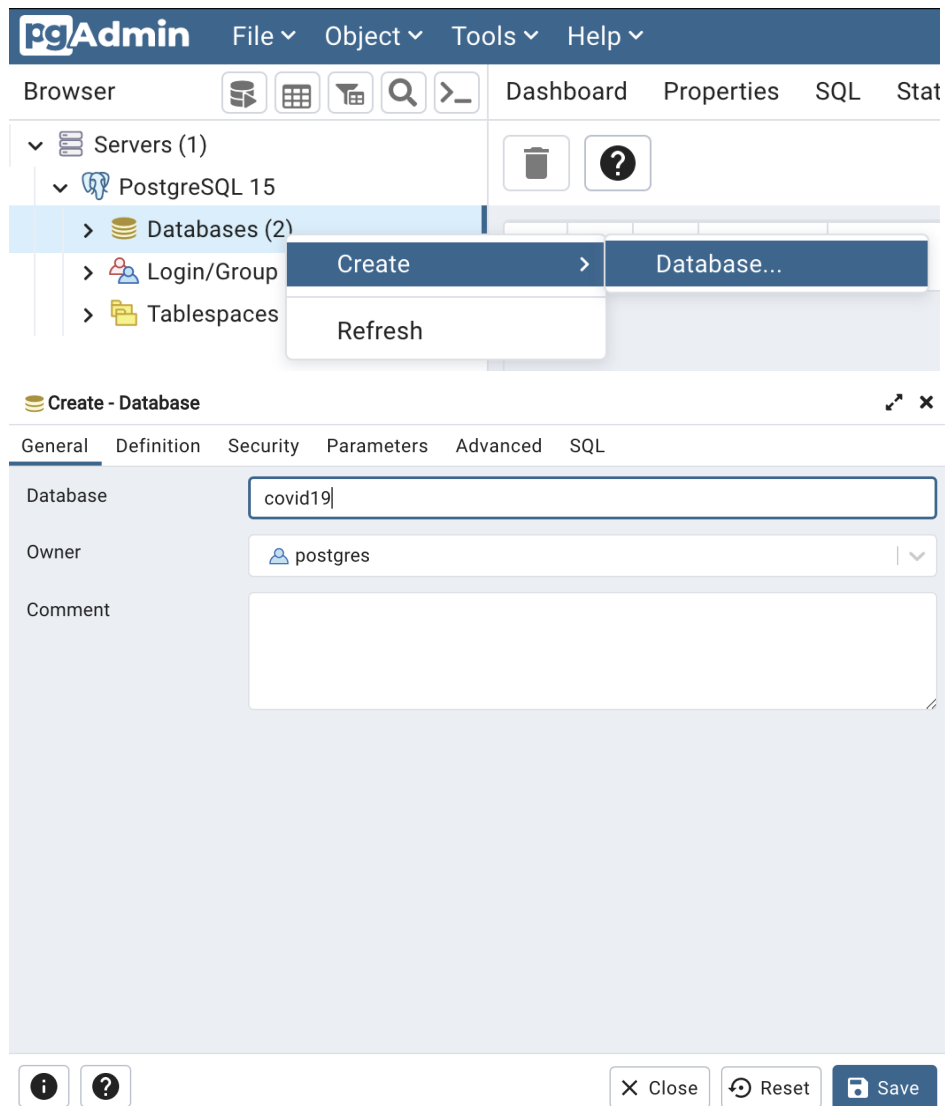 pgAdmin File Object Tools Help
Browser Dashboard Properties SQL Stat
Servers (1)
PostgreSQL 15
Databases (2)
Create Database...
Login/Group
Tablespaces
Refresh
Create - Database
General Definition Security Parameters Advanced SQL
Database covid19
Owner postgres
Comment
Close Reset Save